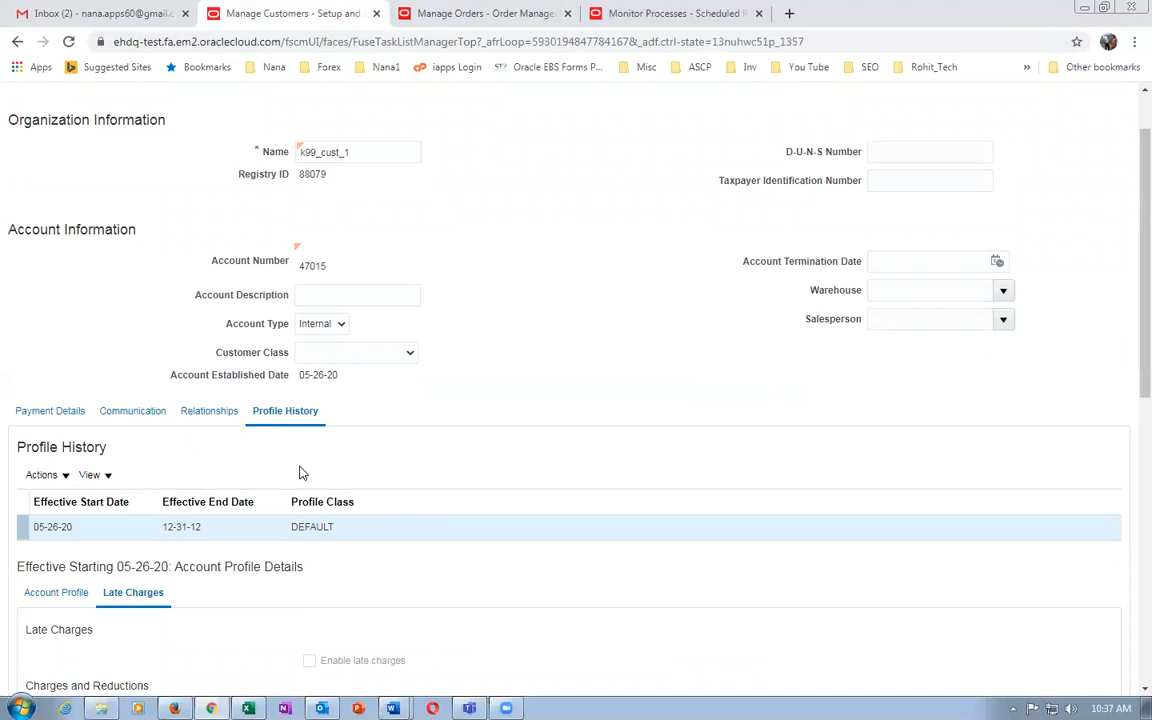 Inbox (2) - nana.apps60@gmail.c
Manage Customers - Setup and
Manage Orders - Order Manage
Monitor Processes - Scheduled P
ehdq-test.fa.em2.oraclecloud.com/fscmUI/faces/FuseTaskListManagerTop?_afrLoop=5930194847784167&_adf.ctrl-state=13nuhwc51p_1357
Apps
Suggested Sites
Bookmarks
Nana
Forex
Nana1
iapps Login
Oracle EBS Forms P...
Misc
ASCP
Inv
You Tube
SEO
Rohit_Tech
»
Other bookmarks
Organization Information
* Name k99_cust_1
D-U-N-S Number
Registry ID 88079
Taxpayer Identification Number
Account Information
Account Number 47015
Account Termination Date
Account Description
Warehouse
Account Type Internal
Salesperson
Customer Class
Account Established Date 05-26-20
Payment Details Communication Relationships Profile History
Profile History
Actions View
Effective Start Date Effective End Date Profile Class
05-26-20 12-31-12 DEFAULT
Effective Starting 05-26-20: Account Profile Details
Account Profile Late Charges
Late Charges
Enable late charges
Charges and Reductions
10:37 AM